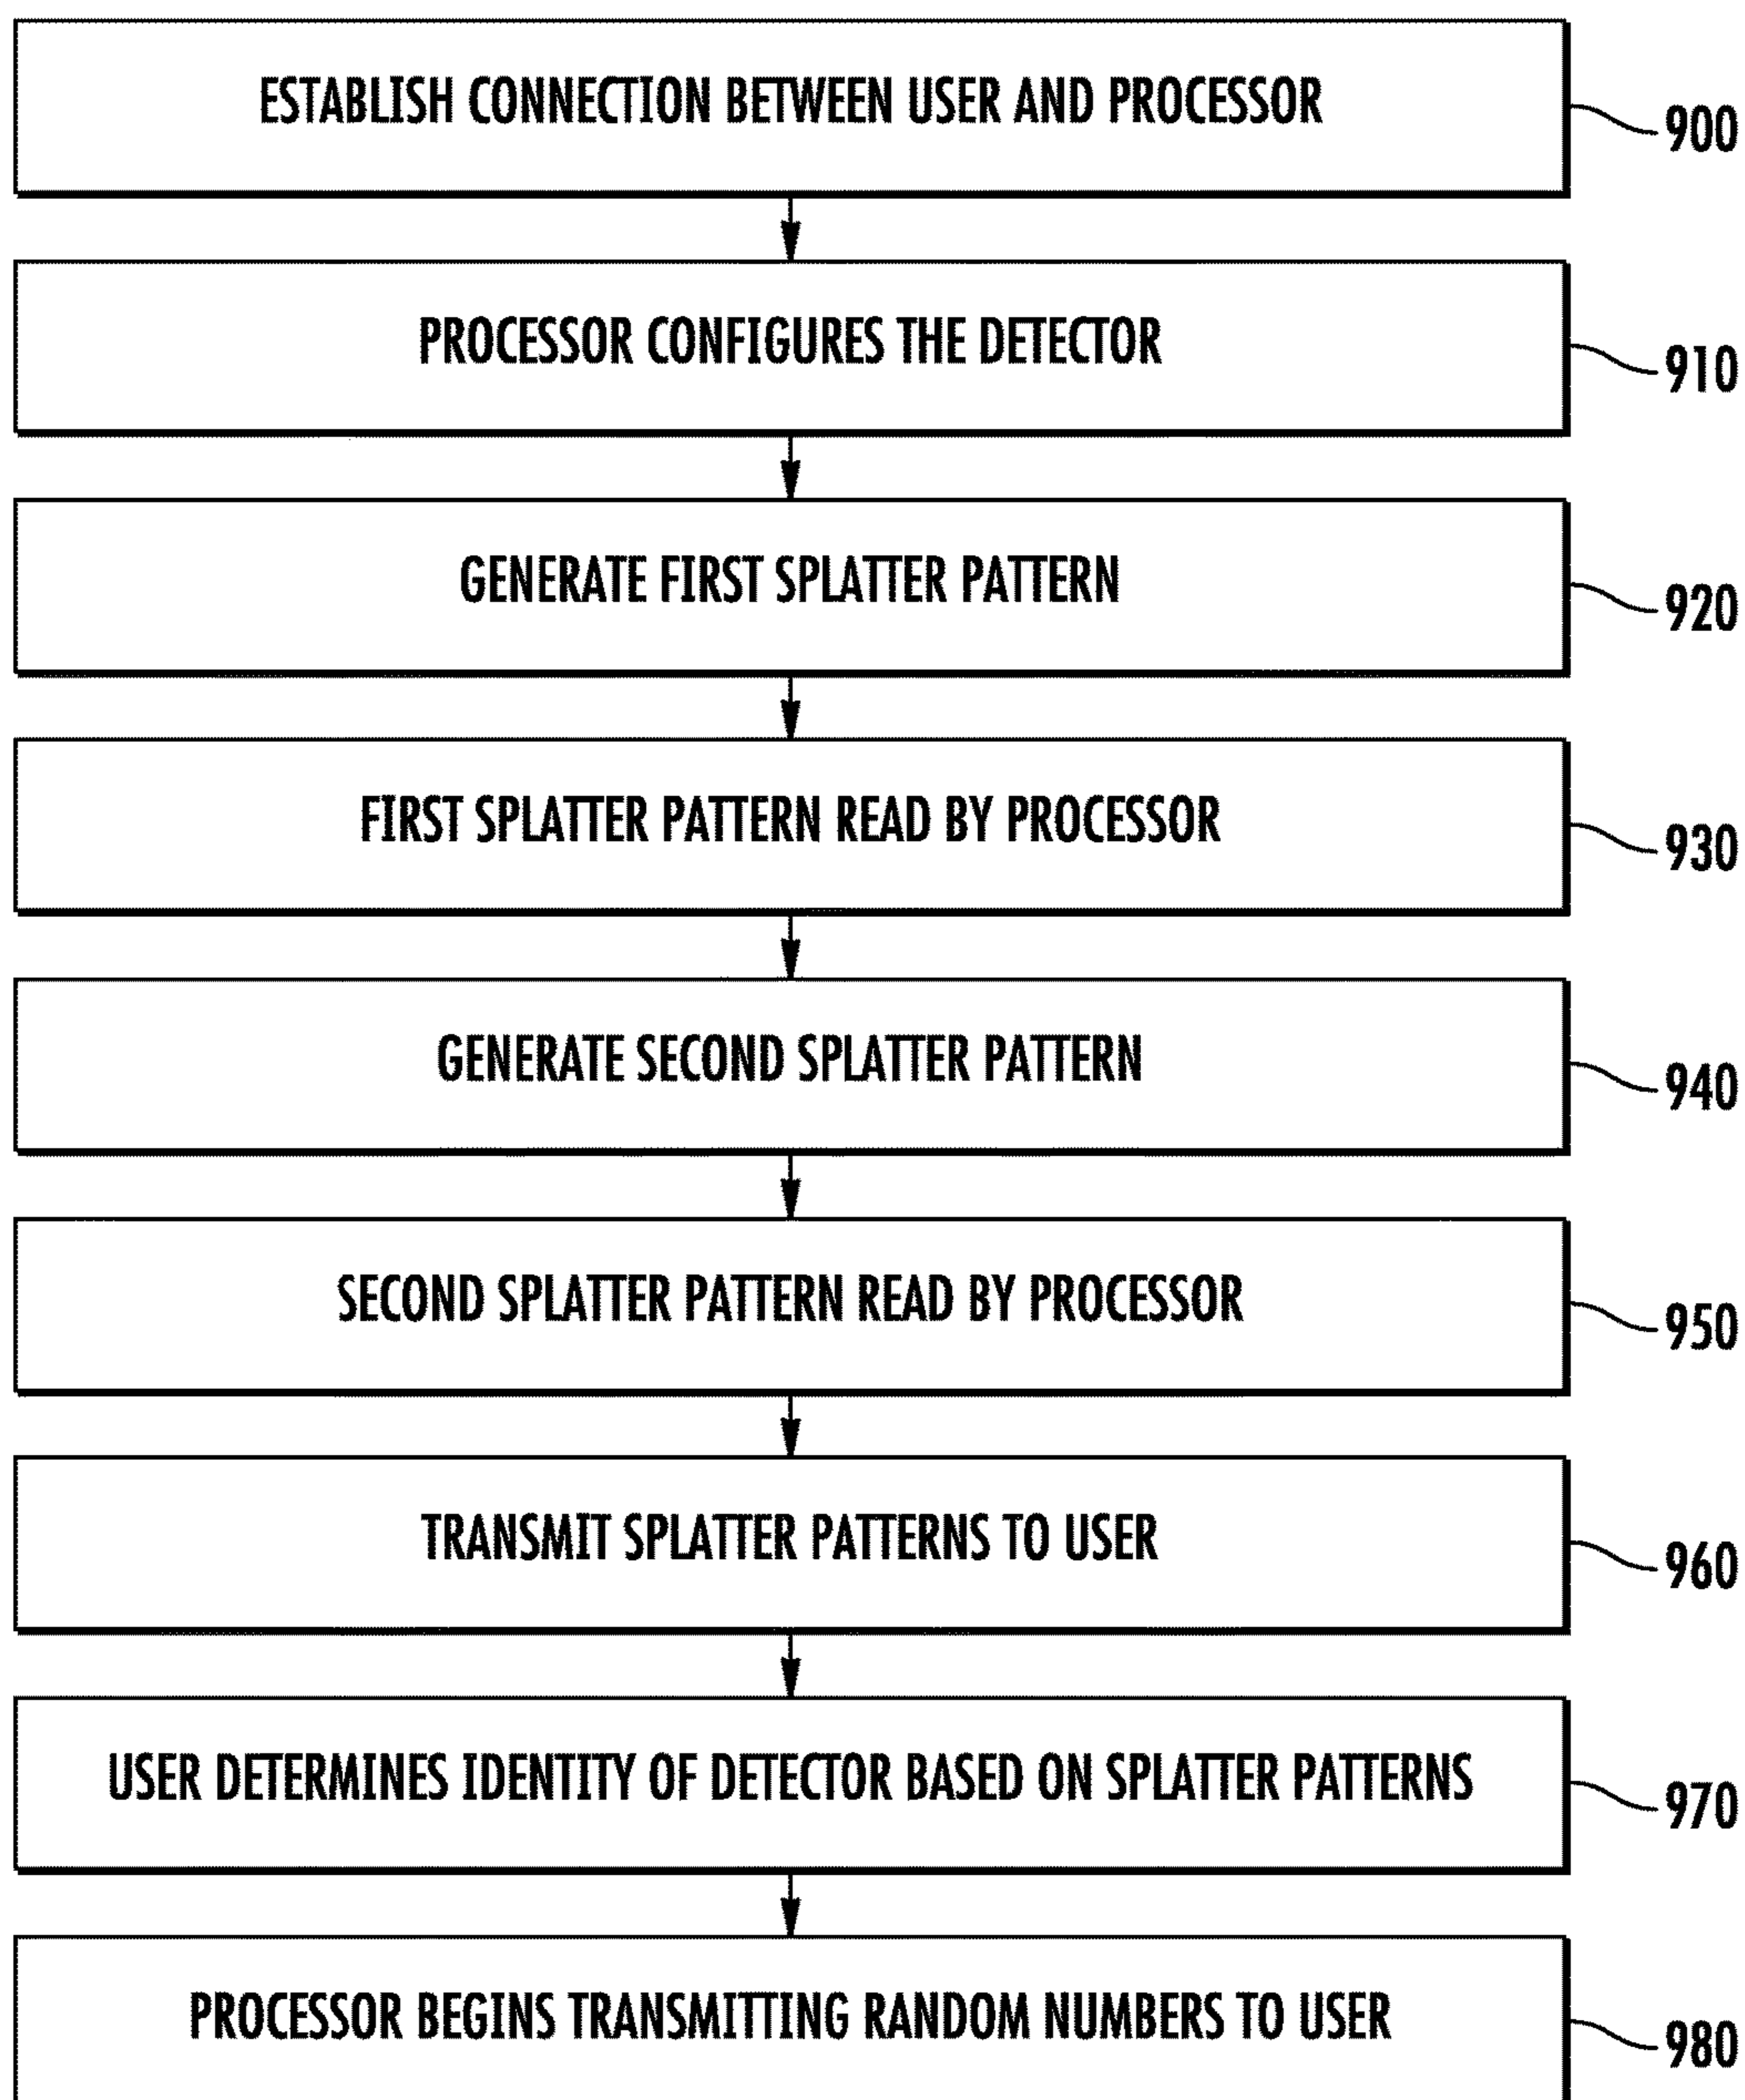 ESTABLISH CONNECTION BETWEEN USER AND PROCESSOR
900
PROCESSOR CONFIGURES THE DETECTOR
910
GENERATE FIRST SPLATTER PATTERN
920
FIRST SPLATTER PATTERN READ BY PROCESSOR
930
GENERATE SECOND SPLATTER PATTERN
940
SECOND SPLATTER PATTERN READ BY PROCESSOR
950
TRANSMIT SPLATTER PATTERNS TO USER
960
USER DETERMINES IDENTITY OF DETECTOR BASED ON SPLATTER PATTERNS
970
PROCESSOR BEGINS TRANSMITTING RANDOM NUMBERS TO USER
980